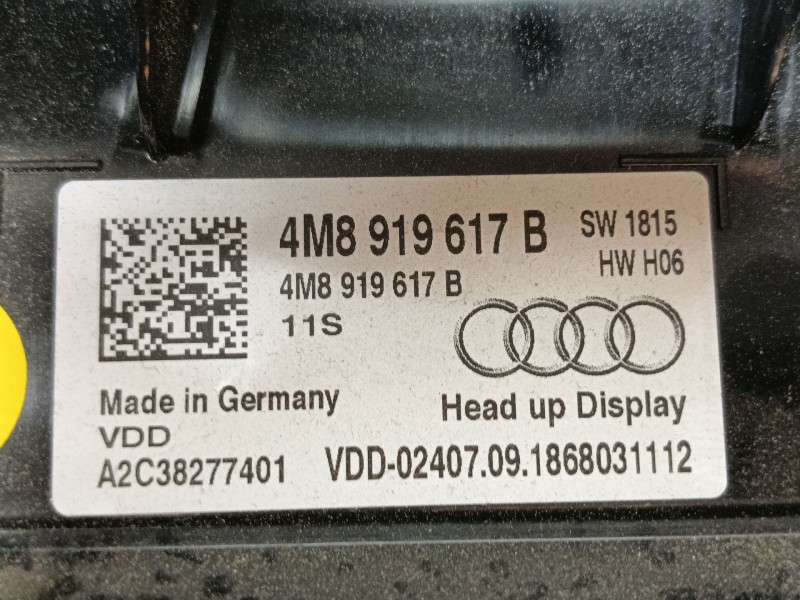 4M8 919 617 B SW 1815
4M8 919 617 B HW H06
11S
Made in Germany Head up Display
VDD
A2C38277401 VDD-02407.09.1868031112